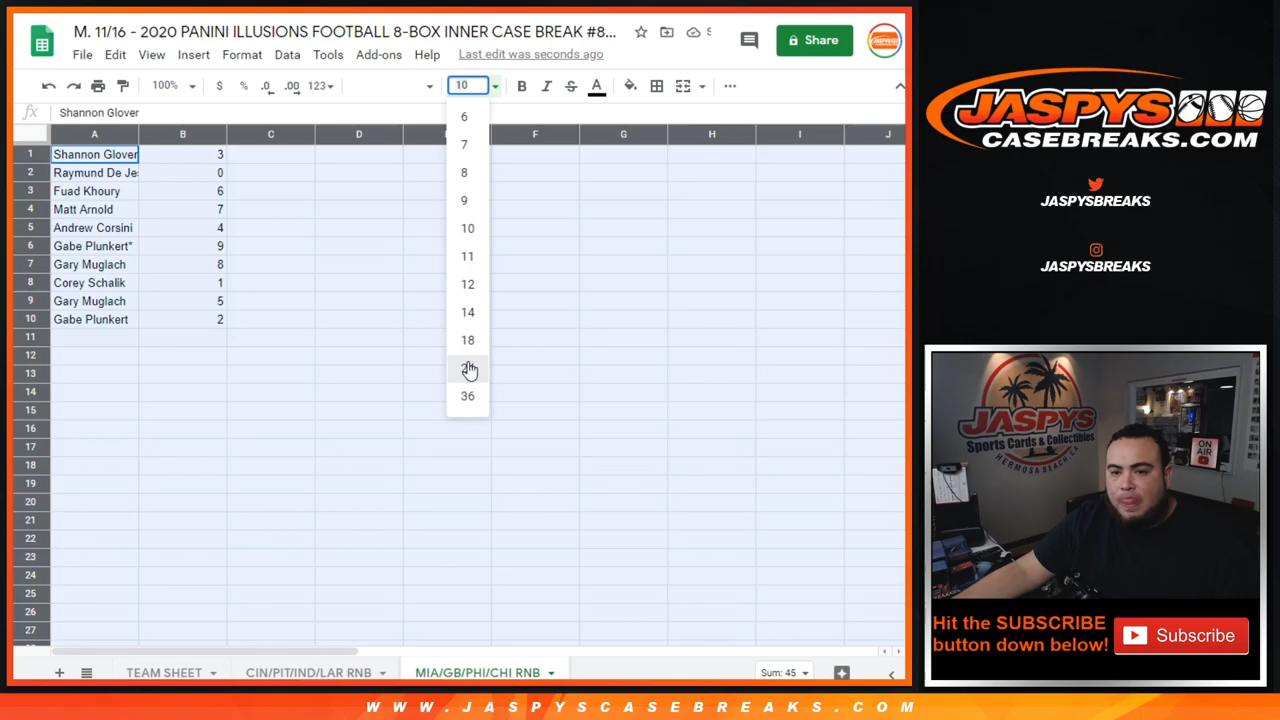 M. 11/16 - 2020 PANINI ILLUSIONS FOOTBALL 8-BOX INNER CASE BREAK #8...
File Edit View Insert Format Data Tools Add-ons Help Last edit was seconds ago
Share
100% $ % .0 .00 123 10 B I S A
fx Shannon Glover
A B C D F G H I J
1 Shannon Glover 3
2 Raymund De Je 0
3 Fuad Khoury 6
4 Matt Arnold 7
5 Andrew Corsini 4
6 Gabe Plunkert* 9
7 Gary Muglach 8
8 Corey Schalik 1
9 Gary Muglach 5
10 Gabe Plunkert 2
11
12
13
14
15
16
17
18
19
20
21
22
23
24
25
26
27
6
7
8
9
10
11
12
14
18
36
TEAM SHEET CIN/PIT/IND/LAR RNB MIA/GB/PHI/CHI RNB Sum: 45
JASPYS
CASEBREAKS.COM
JASPYSBREAKS
JASPYSBREAKS
JASPYS
Sports Cards & Collectibles
HERMOSA BEACH, CA
ON AIR
Hit the SUBSCRIBE
button down below!
Subscribe
WWW.JASPYSCASEBREAKS.COM